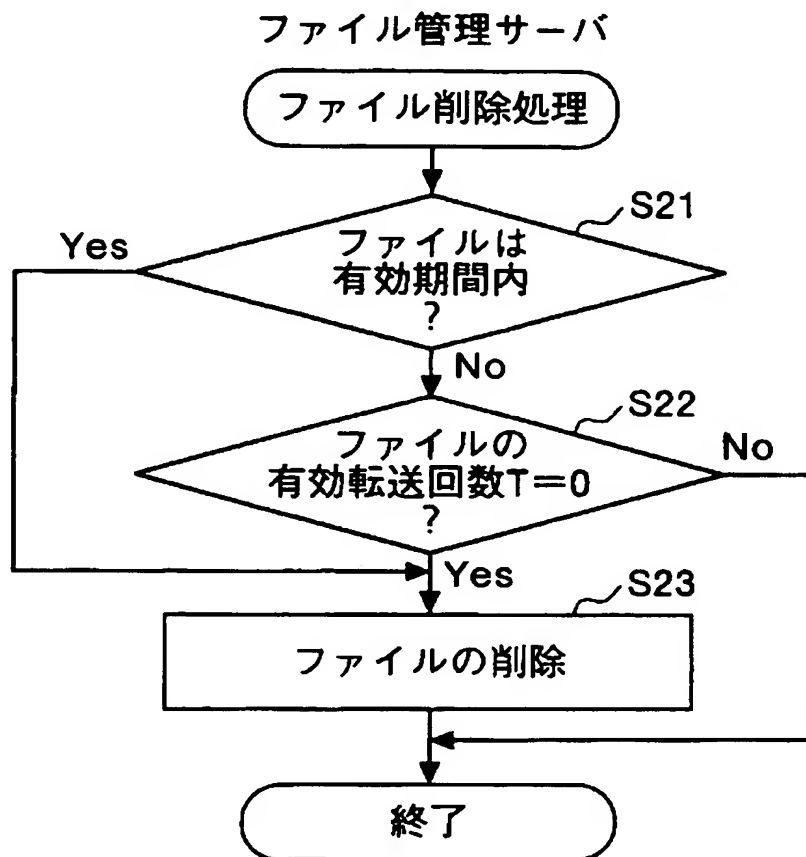 ファイル管理サーバ
ファイル削除処理
S21
Yes
ファイルは
有効期間内
?
No
S22
ファイルの
有効転送回数T=0
?
No
Yes
S23
ファイルの削除
終了